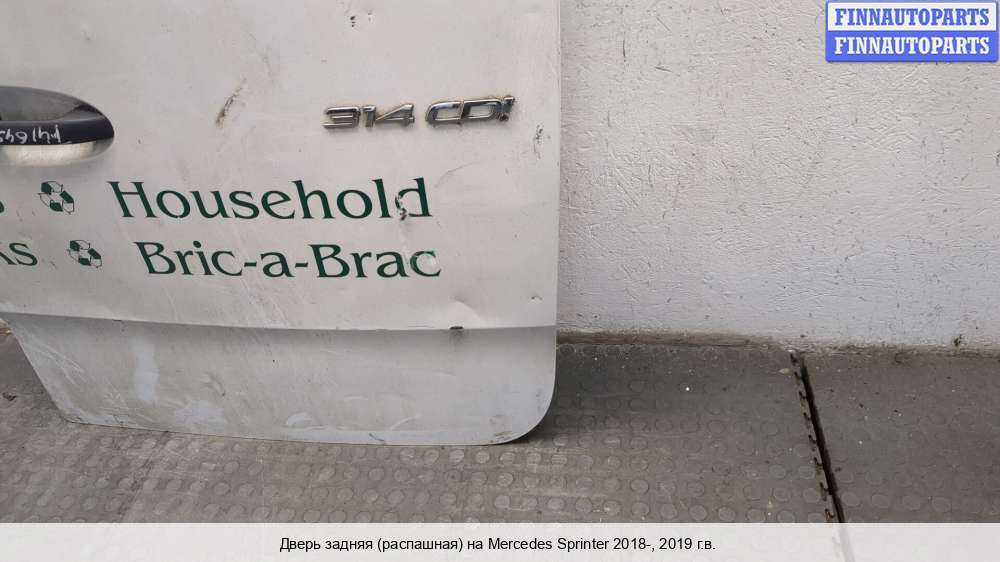 FINNAUTOPARTS
FINNAUTOPARTS
314 CDI
Household
Bric-a-Brac
Дверь задняя (распашная) на Mercedes Sprinter 2018-, 2019 г.в.